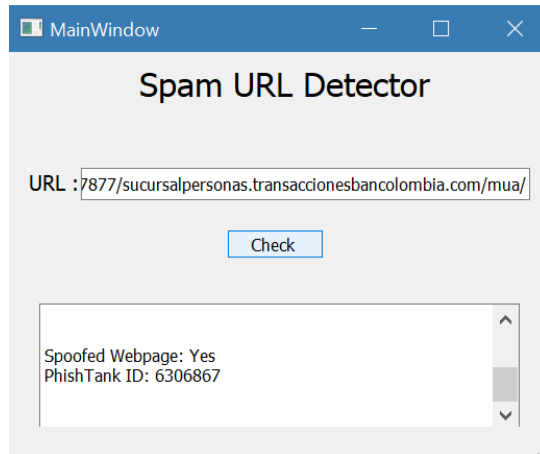 MainWindow
Spam URL Detector
URL : 7877/sucursalpersonas.transaccionesbancolombia.com/mua/
Check
Spoofed Webpage: Yes
PhishTank ID: 6306867